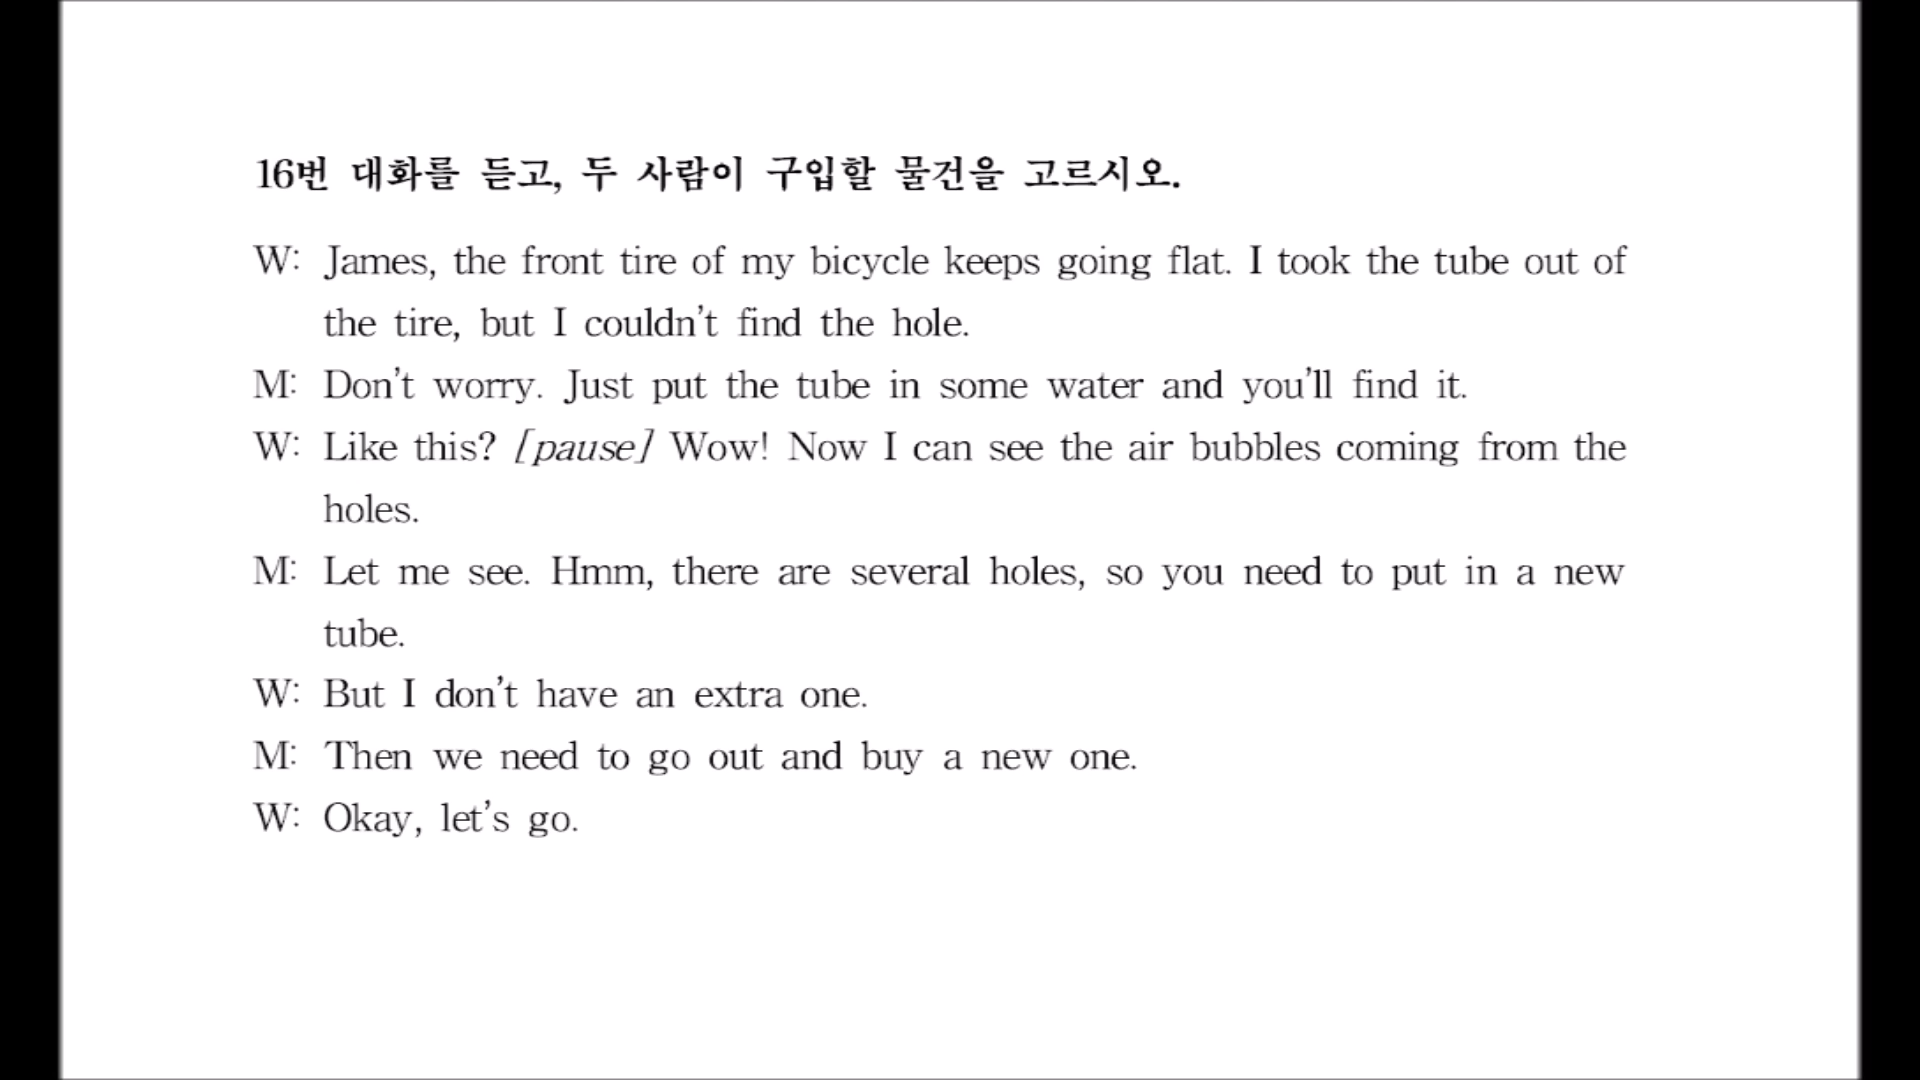 16번 대화를 듣고, 두 사람이 구입할 물건을 고르시오.
W: James, the front tire of my bicycle keeps going flat. I took the tube out of
the tire, but I couldn't find the hole.
M: Don't worry. Just put the tube in some water and you'll find it.
W: Like this? [pause] Wow! Now I can see the air bubbles coming from the
holes.
M: Let me see. Hmm, there are several holes, so you need to put in a new
tube.
W: But I don't have an extra one.
M: Then we need to go out and buy a new one.
W: Okay, let's go.